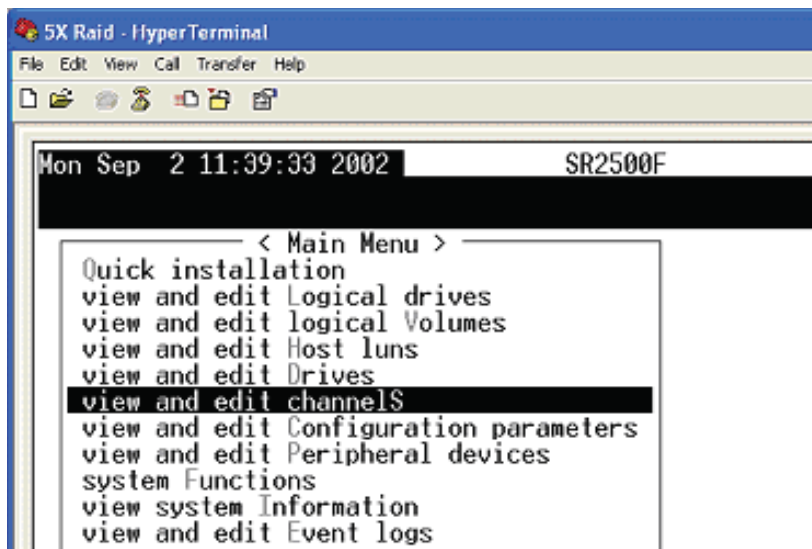 5X Raid - HyperTerminal
File Edit View Call Transfer Help
Mon Sep 2 11:39:33 2002 SR2500F
< Main Menu >
Quick installation
view and edit Logical drives
view and edit logical Volumes
view and edit Host luns
view and edit Drives
view and edit channelS
view and edit Configuration parameters
view and edit Peripheral devices
system Functions
view system Information
view and edit Event logs